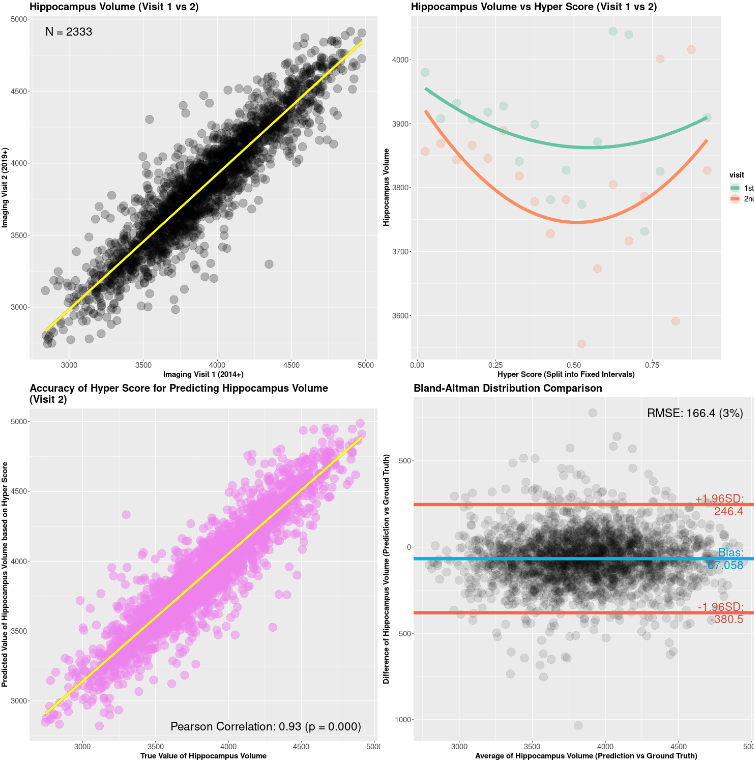 Hippocampus Volume (Visit 1 vs 2)
N = 2333
5000
4500
4000
3500
3000
Imaging Visit 2 (2019+)
3000 3500 4000 4500 5000
Imaging Visit 1 (2014+)
Hippocampus Volume vs Hyper Score (Visit 1 vs 2)
4000
3900
3800
3700
3600
Hippocampus Volume
0.00 0.25 0.50 0.75
Hyper Score (Split into Fixed Intervals)
visit
1st
2nd
Accuracy of Hyper Score for Predicting Hippocampus Volume
(Visit 2)
5000
4500
4000
3500
3000
Predicted Value of Hippocampus Volume based on Hyper Score
Pearson Correlation: 0.93 (p = 0.000)
3000 3500 4000 4500 5000
True Value of Hippocampus Volume
Bland-Altman Distribution Comparison
RMSE: 166.4 (3%)
+1.96SD:
246.4
Bias:
-67.058
-1.96SD:
-380.5
500
0
-500
-1000
Difference of Hippocampus Volume (Prediction vs Ground Truth)
3000 3500 4000 4500 5000
Average of Hippocampus Volume (Prediction vs Ground Truth)